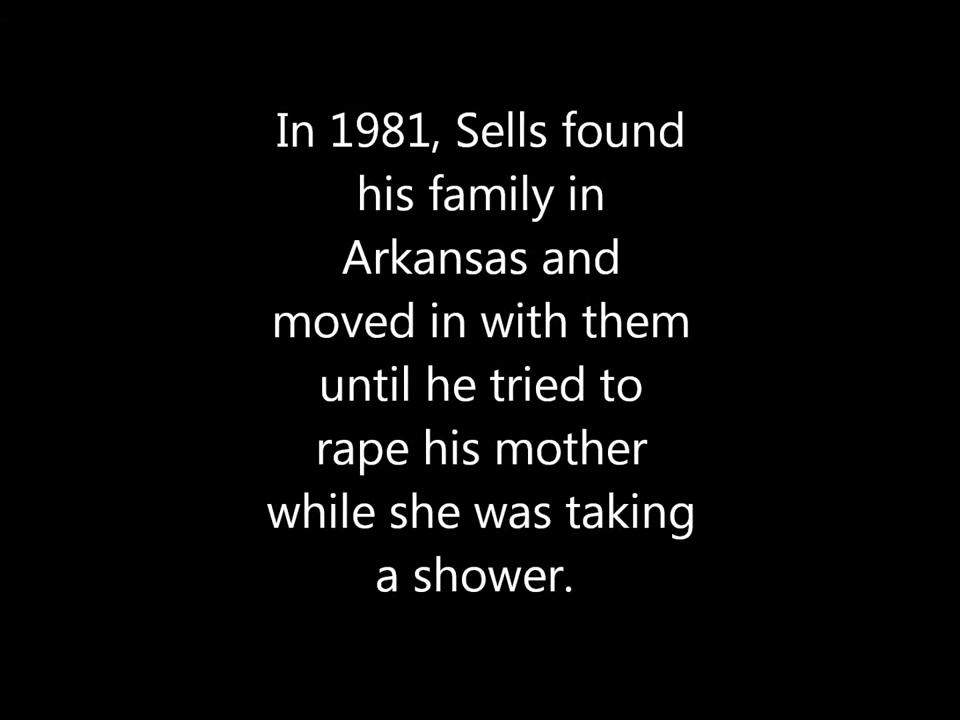 In 1981, Sells found
his family in
Arkansas and
moved in with them
until he tried to
rape his mother
while she was taking
a shower.